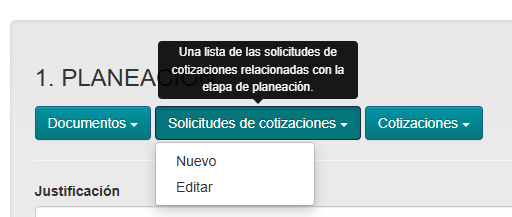 Una lista de las solicitudes de
cotizaciones relacionadas con la
etapa de planeación.
1. PLANEACIÓN
Documentos
Solicitudes de cotizaciones
Cotizaciones
Nuevo
Editar
Justificación